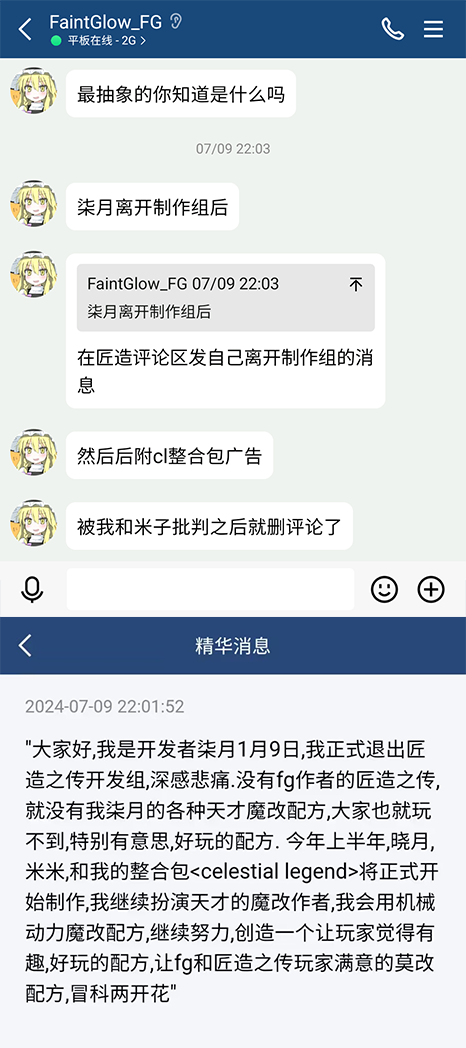 FaintGlow_FG
平板在线 - 2G
最抽象的你知道是什么吗
07/09 22:03
柒月离开制作组后
FaintGlow_FG 07/09 22:03
柒月离开制作组后
在匠造评论区发自己离开制作组的消
息
然后后附cl整合包广告
被我和米子批判之后就删评论了
精华消息
2024-07-09 22:01:52
"大家好,我是开发者柒月1月9日,我正式退出匠
造之传开发组,深感悲痛.没有fg作者的匠造之传,
就没有我柒月的各种天才魔改配方,大家也就玩
不到,特别有意思,好玩的配方. 今年上半年,晓月,
米米,和我的整合包<celestial legend>将正式开
始制作,我继续扮演天才的魔改作者,我会用机械
动力魔改配方,继续努力,创造一个让玩家觉得有
趣,好玩的配方,让fg和匠造之传玩家满意的莫改
配方,冒科两开花"